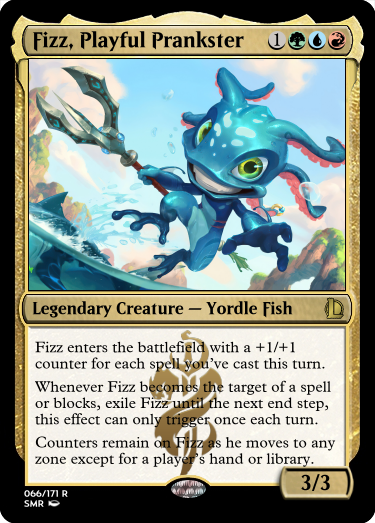 Fizz, Playful Prankster 1
Legendary Creature — Yordle Fish
Fizz enters the battlefield with a +1/+1
counter for each spell you've cast this turn.
Whenever Fizz becomes the target of a spell
or blocks, exile Fizz until the next end step,
this effect can only trigger once each turn.
Counters remain on Fizz as he moves to any
zone except for a player's hand or library.
3/3
066/171 R
SMR